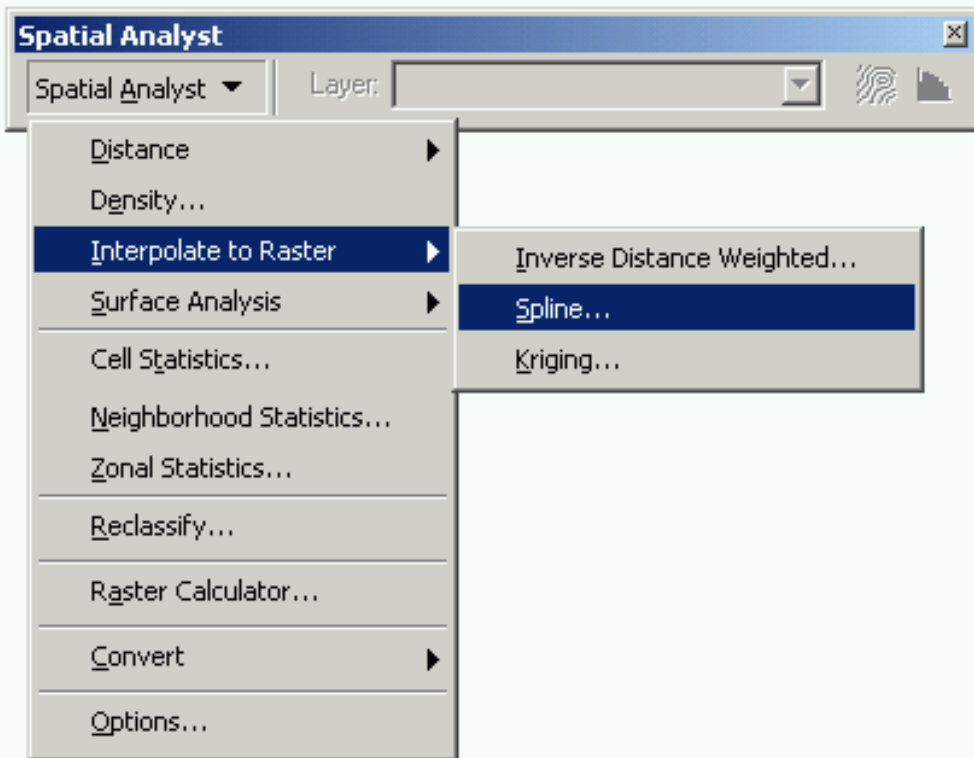 Spatial Analyst
Spatial Analyst
Layer:
Distance
Density...
Interpolate to Raster
Surface Analysis
Cell Statistics...
Neighborhood Statistics...
Zonal Statistics...
Reclassify...
Raster Calculator...
Convert
Options...
Inverse Distance Weighted...
Spline...
Kriging...